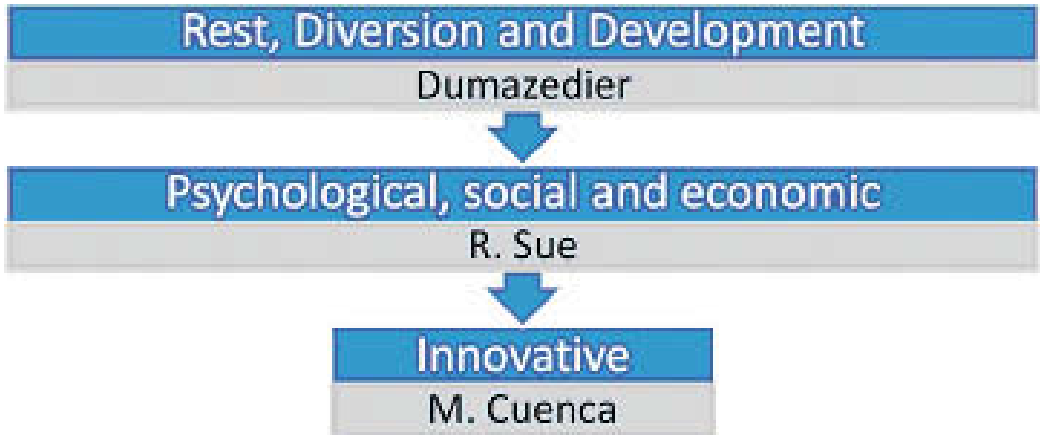 Rest, Diversion and Development
Dumazedier
Psychological, social and economic
R. Sue
Innovative
M. Cuenca